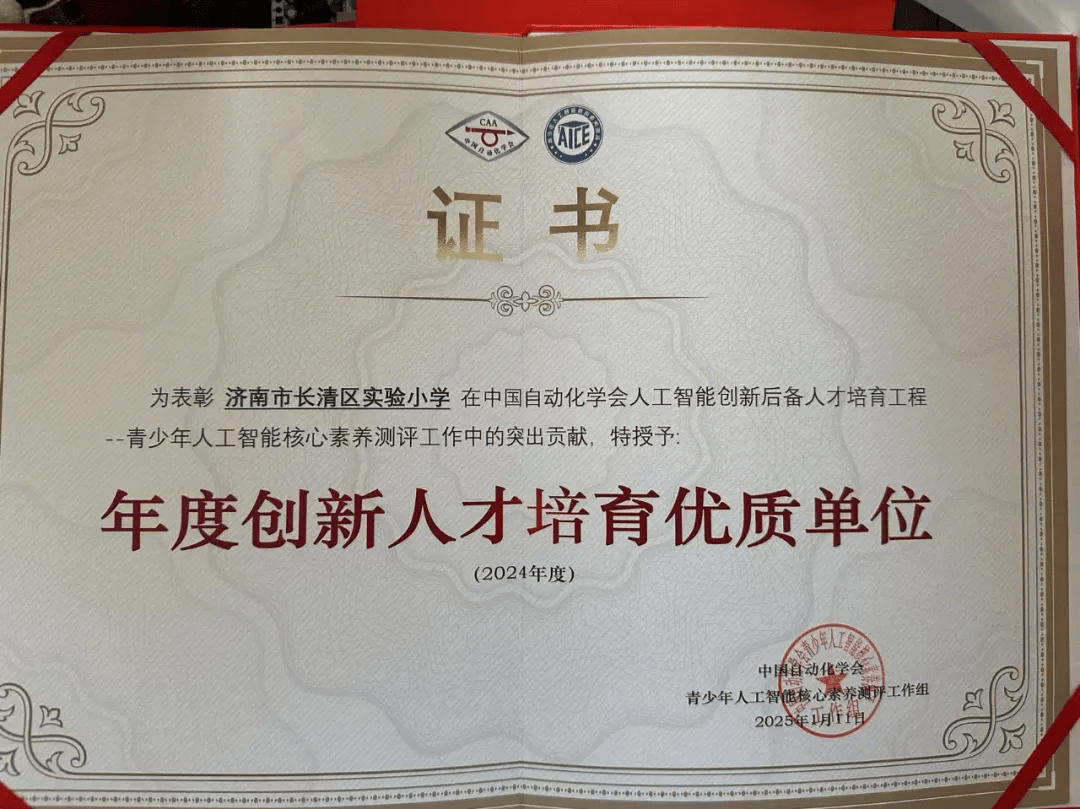 CAA
中国自动化学会
AICE
证书
为表彰 济南市长清区实验小学 在中国自动化学会人工智能创新后备人才培育工程
--青少年人工智能核心素养测评工作中的突出贡献，特授予:
年度创新人才培育优质单位
(2024年度)
中国自动化学会
青少年人工智能核心素养测评工作组
2025年1月11日
工作组